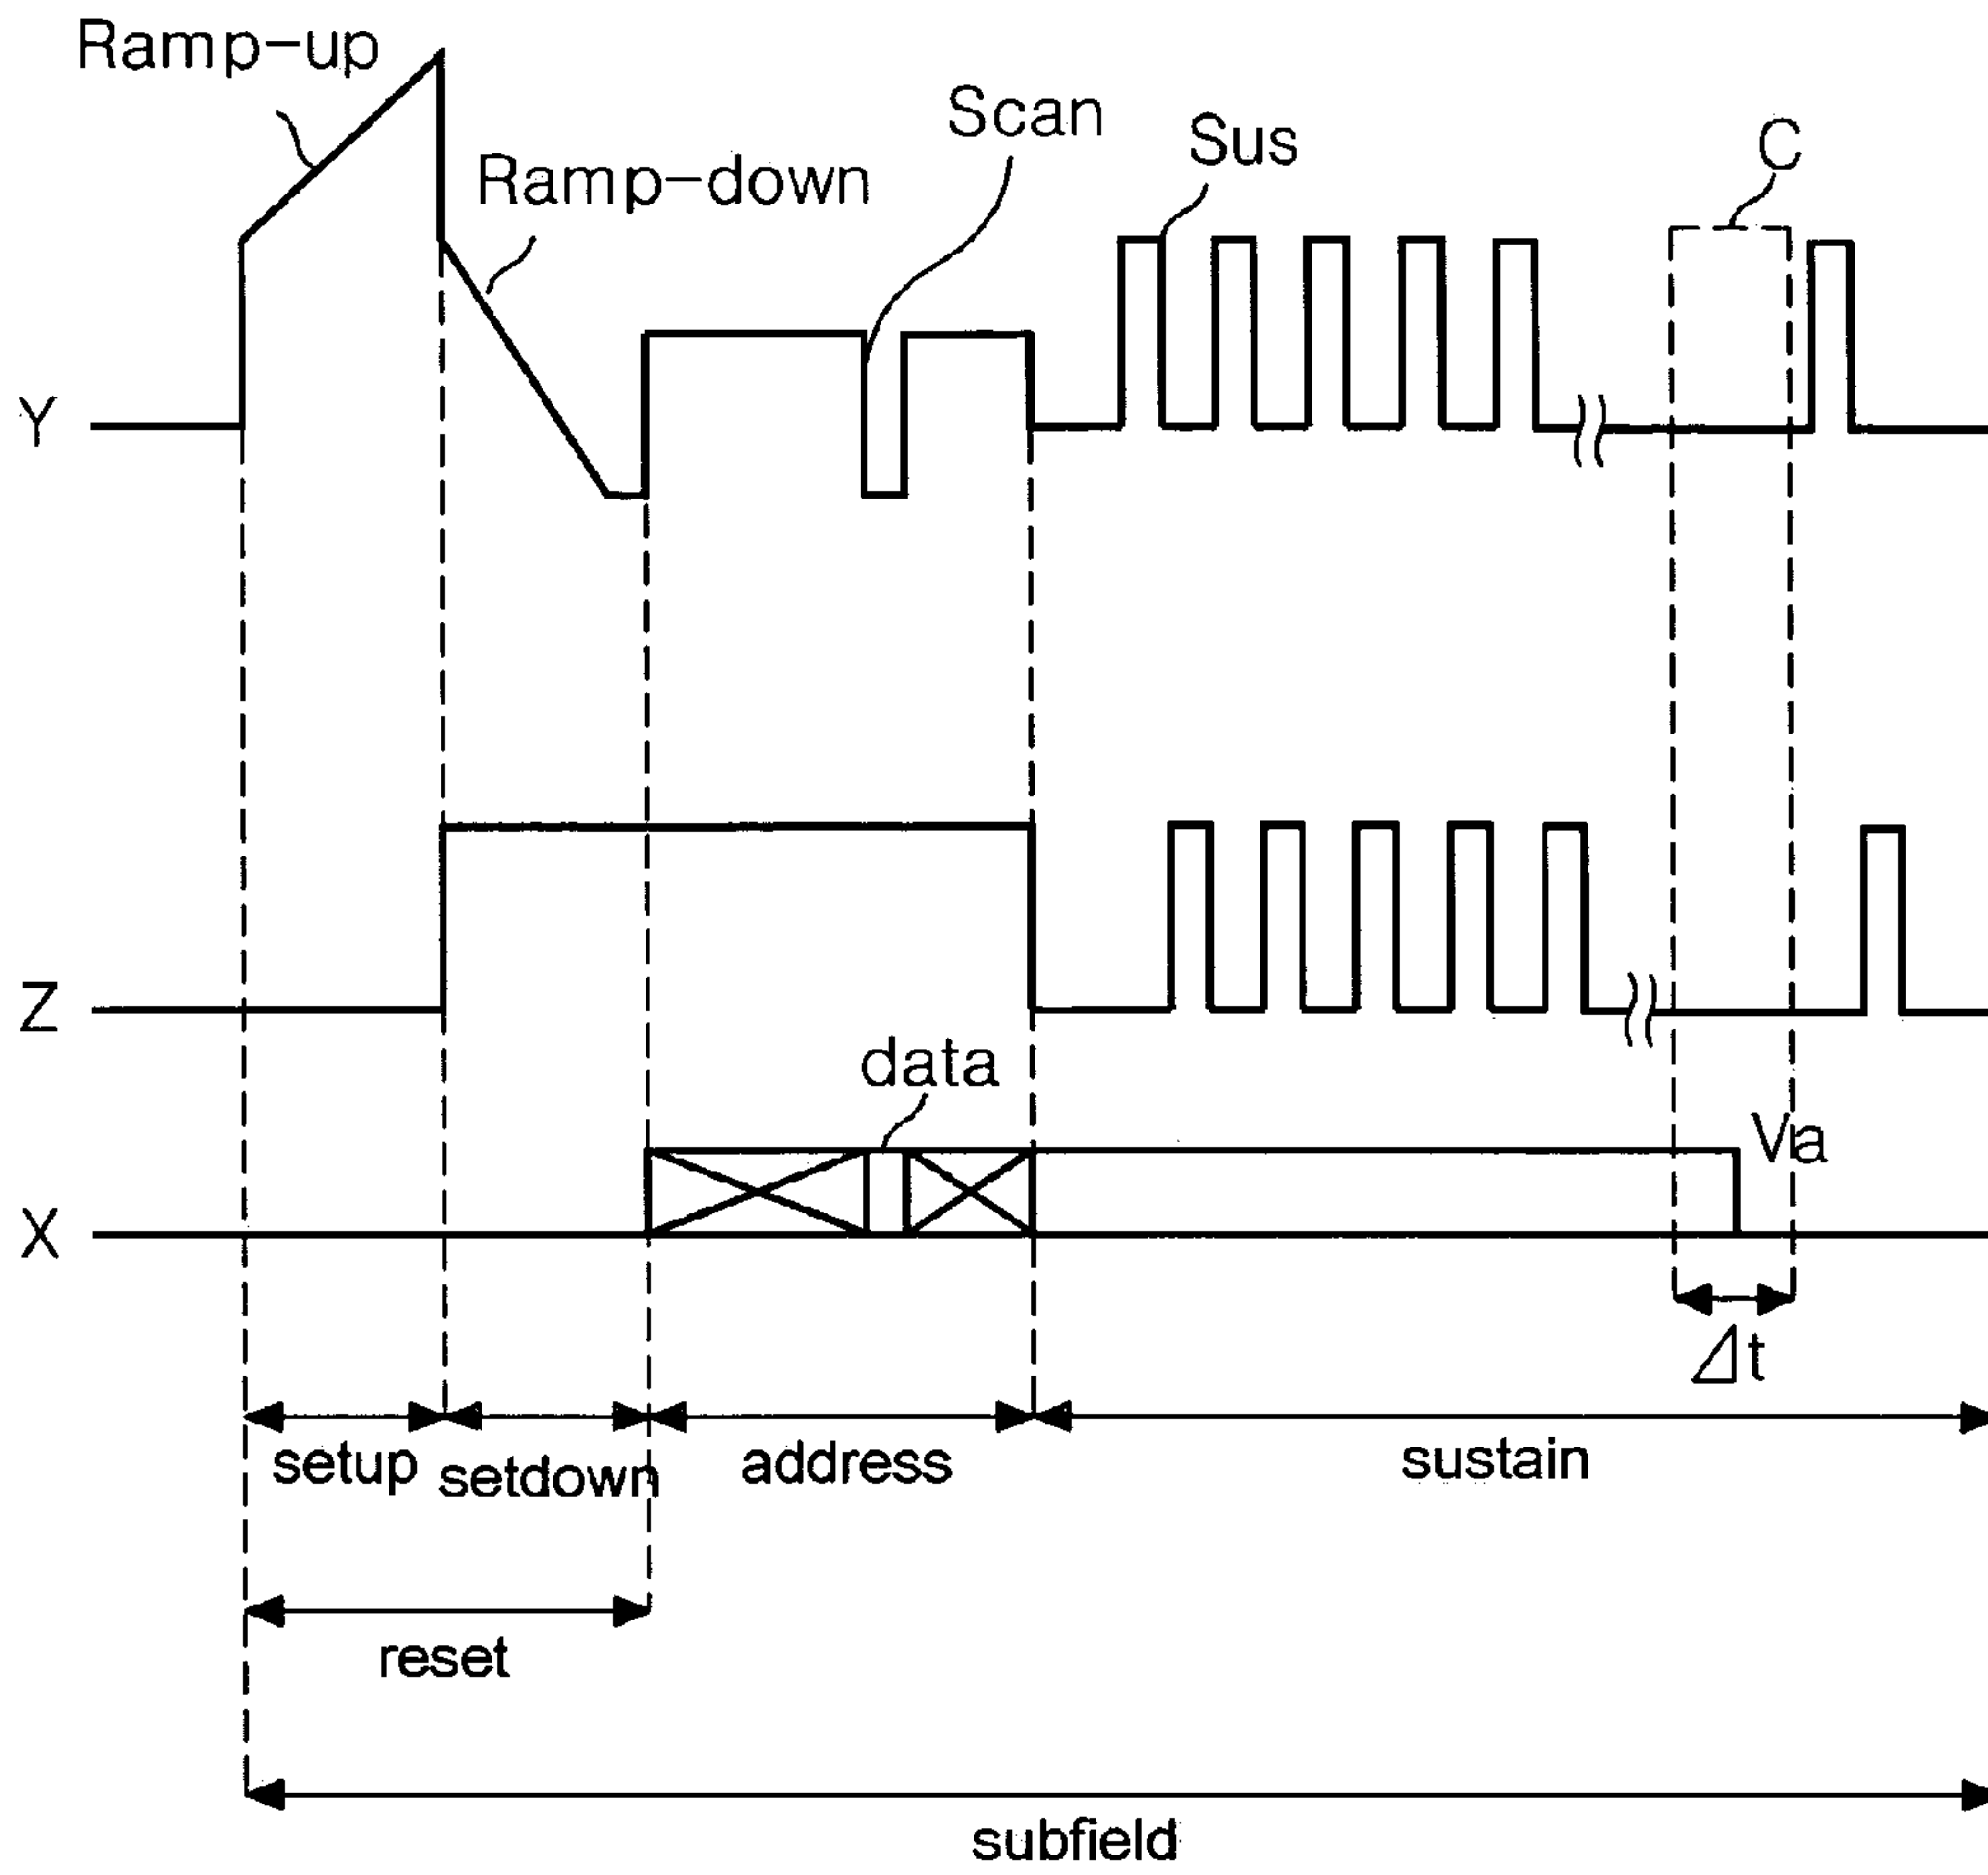 Ramp-up
Scan
Sus
C
Ramp-down
Y
Z
data
Va
X
Δt
setup
setdown
address
sustain
reset
subfield